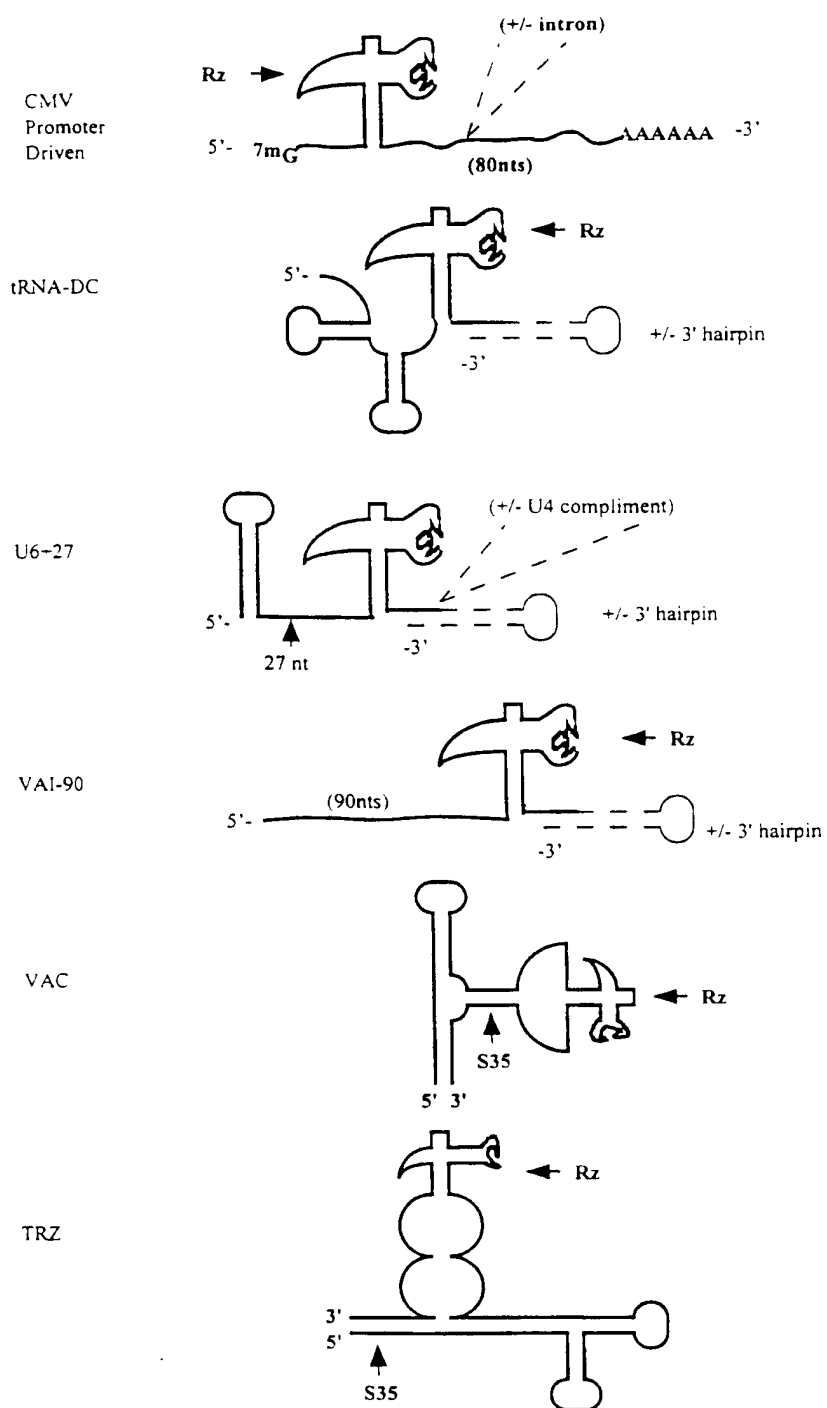 (+/- intron)
Rz
CMV
Promoter
Driven
5'- 7mG
(80nts)
AAAAAA -3'
tRNA-DC
Rz
5'-
-3'
+/- 3' hairpin
U6+27
(+/- U4 compliment)
5'-
27 nt
-3'
+/- 3' hairpin
VAI-90
Rz
(90nts)
5'-
-3'
+/- 3' hairpin
VAC
Rz
S35
5' 3'
Rz
TRZ
3'
5'
S35